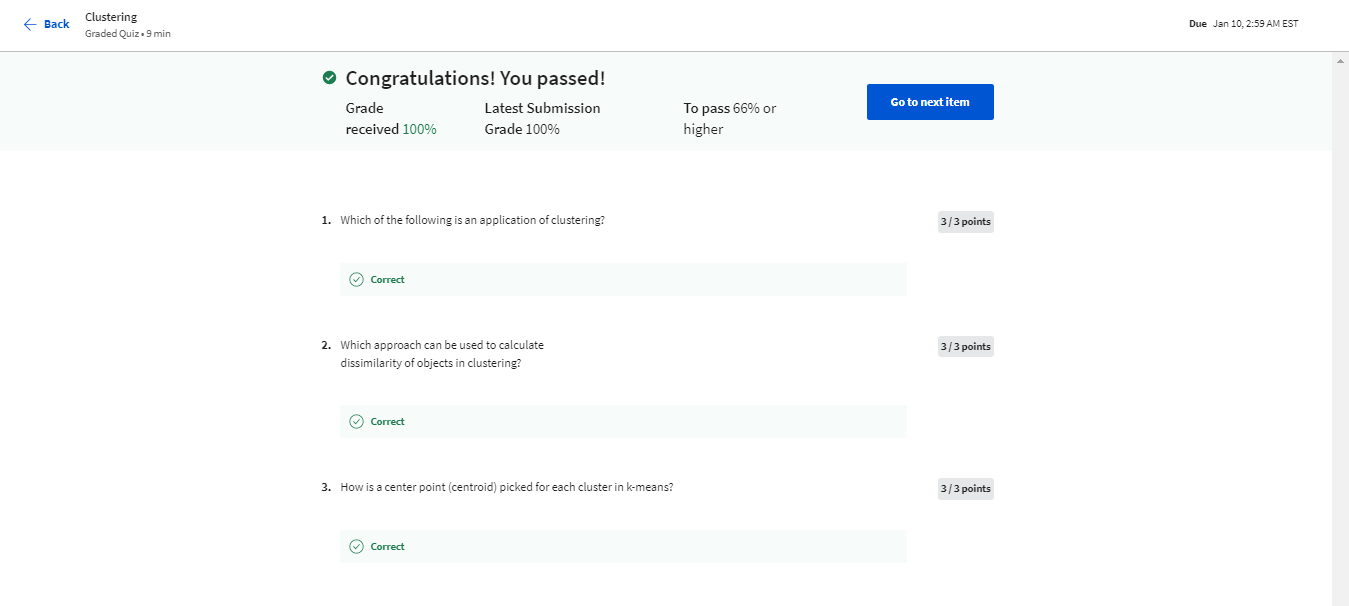 Back
Clustering
Graded Quiz • 9 min
Due Jan 10, 2:59 AM EST
Congratulations! You passed!
Grade
received 100%
Latest Submission
Grade 100%
To pass 66% or
higher
Go to next item
1. Which of the following is an application of clustering?
3 / 3 points
Correct
2. Which approach can be used to calculate
dissimilarity of objects in clustering?
3 / 3 points
Correct
3. How is a center point (centroid) picked for each cluster in k-means?
3 / 3 points
Correct